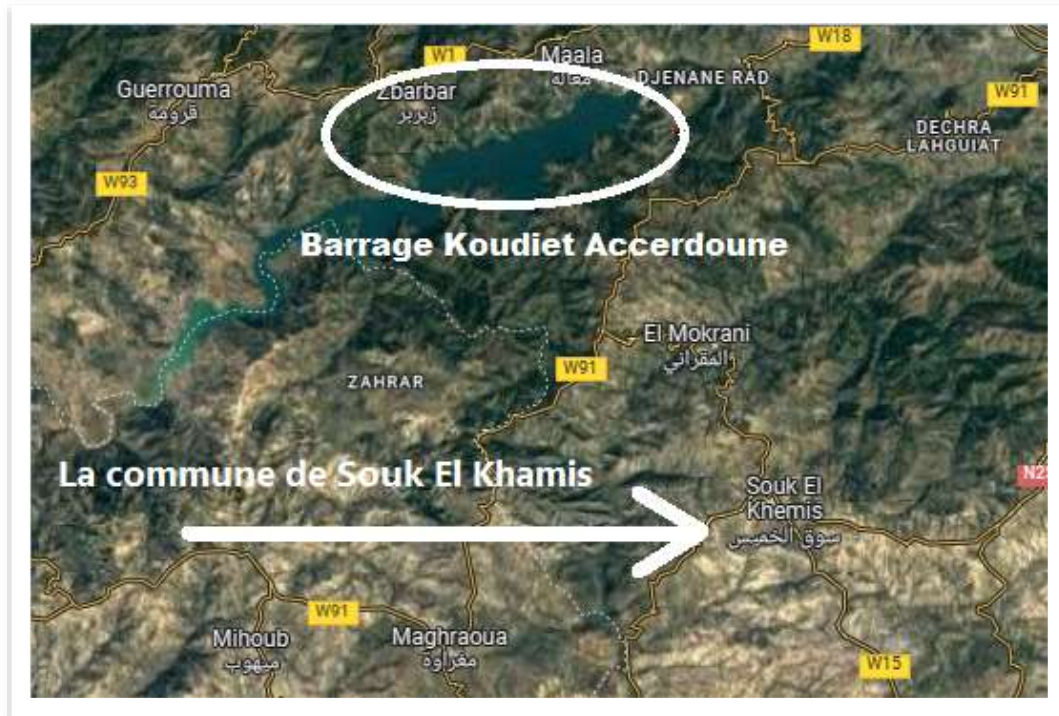 W18
W1
Maala
معالة
Guerrouma
قرومة
Zbarbar
زبربر
DJENANE RAD
W91
DECHRA
LAHGUIAT
W93
Barrage Koudiet Accerdoune
El Mokrani
المقراني
W91
ZAHRAR
La commune de Souk El Khamis
Souk El
Khemis
سوق الخميس
W91
Mihoub
ميهوب
Maghraoua
مغراوة
W15